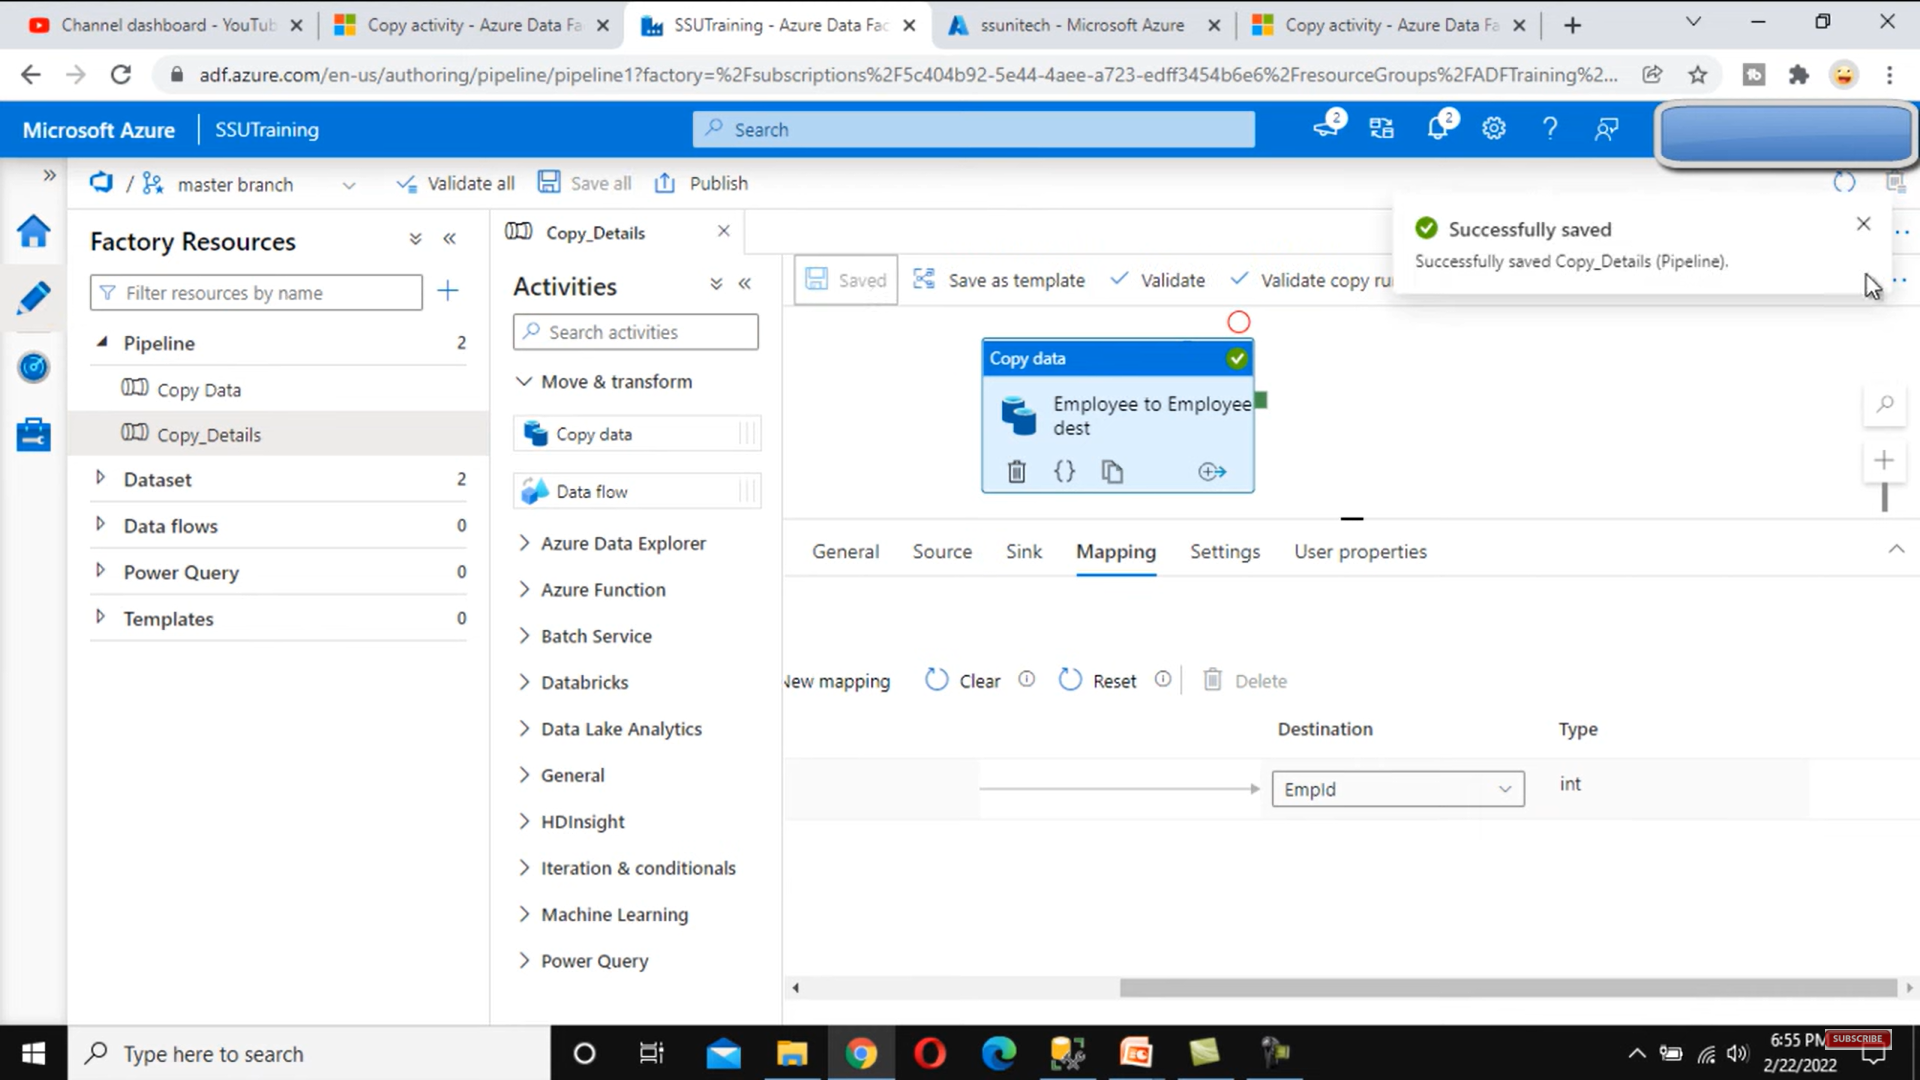 Channel dashboard - YouTub
Copy activity - Azure Data Fa
SSUTraining - Azure Data Fac
ssunitech - Microsoft Azure
Copy activity - Azure Data Fa
adf.azure.com/en-us/authoring/pipeline/pipeline1?factory=%2Fsubscriptions%2F5c404b92-5e44-4aee-a723-edff3454b6e6%2FresourceGroups%2FADFTraining%2...
Microsoft Azure
SSUTraining
Search
2
2
/ master branch
Validate all
Save all
Publish
Factory Resources
Filter resources by name
Pipeline 2
Copy Data
Copy_Details
Dataset 2
Data flows 0
Power Query 0
Templates 0
Copy_Details
Activities
Search activities
Move & transform
Copy data
Data flow
Azure Data Explorer
Azure Function
Batch Service
Databricks
Data Lake Analytics
General
HDInsight
Iteration & conditionals
Machine Learning
Power Query
Saved
Save as template
Validate
Validate copy ru
Successfully saved
Successfully saved Copy_Details (Pipeline).
Copy data
Employee to Employee
dest
General
Source
Sink
Mapping
Settings
User properties
New mapping
Clear
Reset
Delete
Destination
Type
EmpId
int
Type here to search
6:55 PM
2/22/2022
SUBSCRIBE